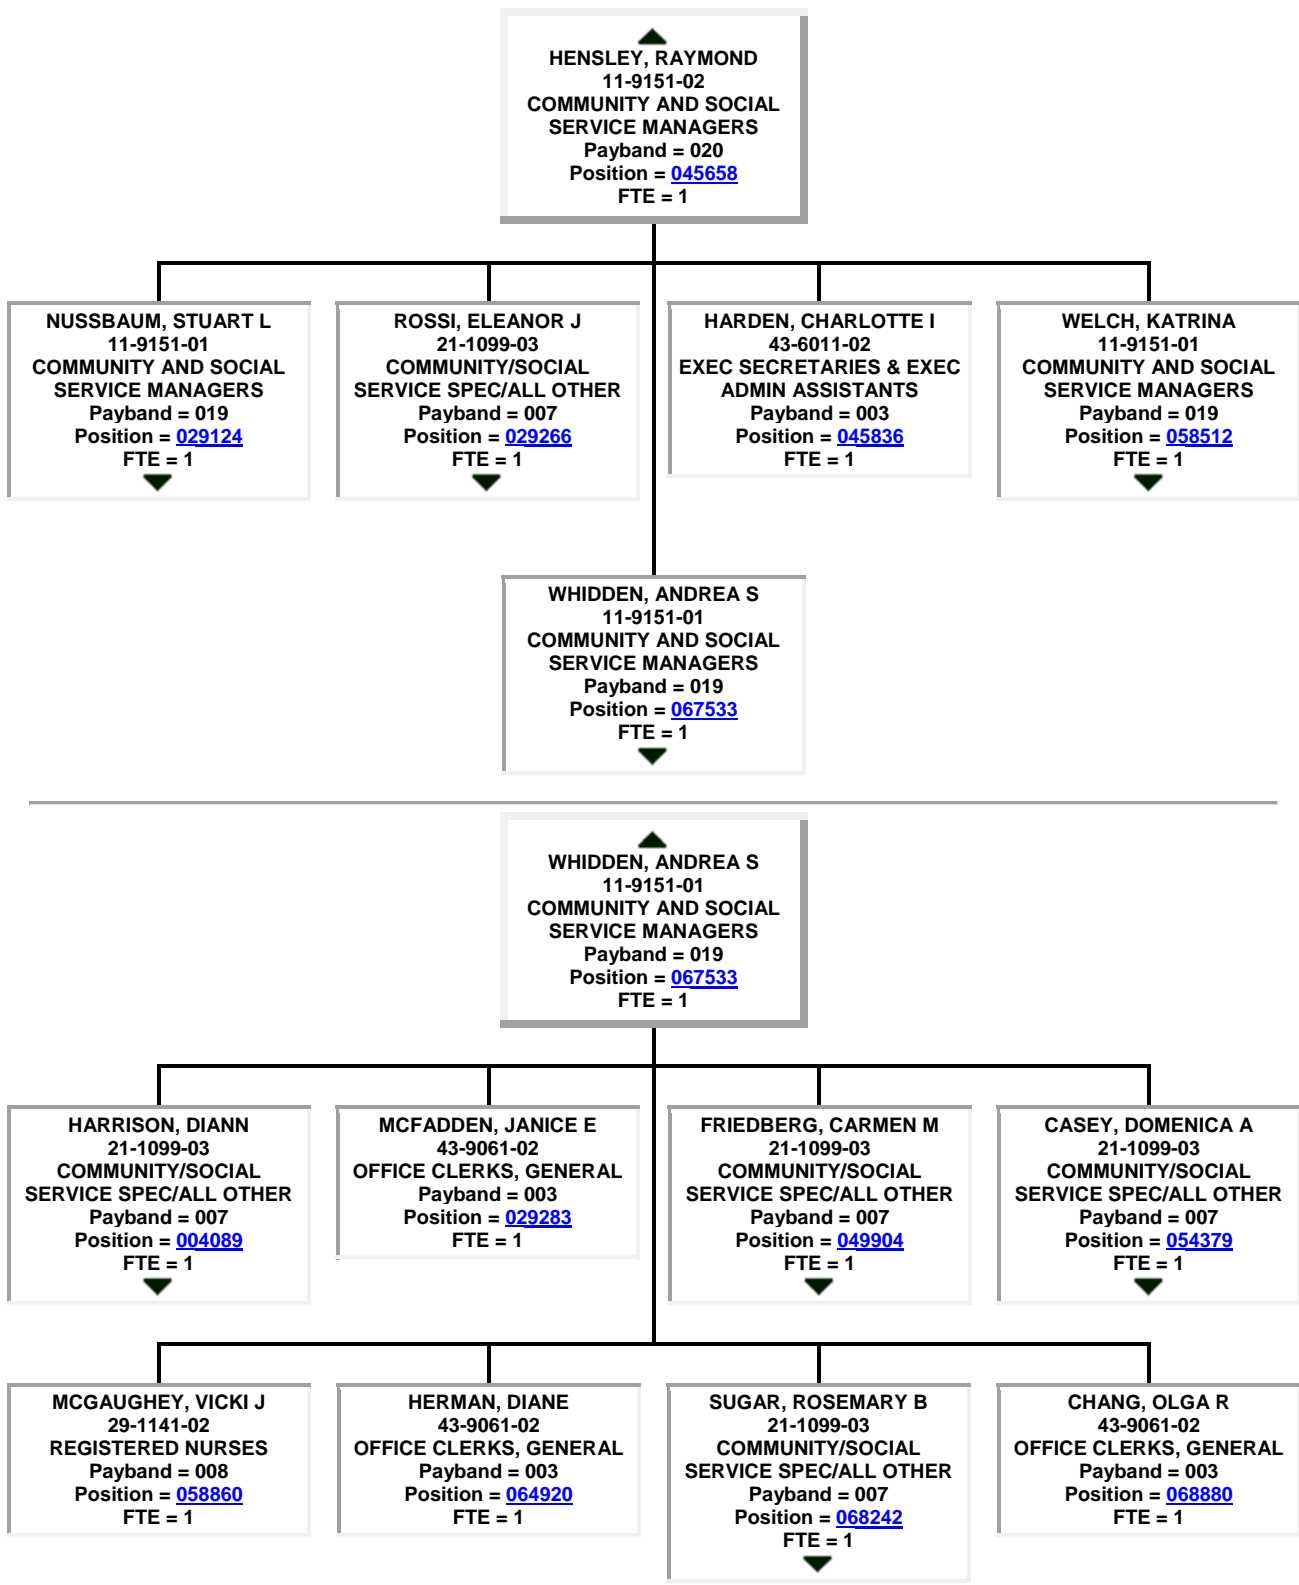 HENSLEY, RAYMOND
11-9151-02
COMMUNITY AND SOCIAL
SERVICE MANAGERS
Payband = 020
Position = 045658
FTE = 1
NUSSBAUM, STUART L
11-9151-01
COMMUNITY AND SOCIAL
SERVICE MANAGERS
Payband = 019
Position = 029124
FTE = 1
ROSSI, ELEANOR J
21-1099-03
COMMUNITY/SOCIAL
SERVICE SPEC/ALL OTHER
Payband = 007
Position = 029266
FTE = 1
HARDEN, CHARLOTTE I
43-6011-02
EXEC SECRETARIES & EXEC
ADMIN ASSISTANTS
Payband = 003
Position = 045836
FTE = 1
WELCH, KATRINA
11-9151-01
COMMUNITY AND SOCIAL
SERVICE MANAGERS
Payband = 019
Position = 058512
FTE = 1
WHIDDEN, ANDREA S
11-9151-01
COMMUNITY AND SOCIAL
SERVICE MANAGERS
Payband = 019
Position = 067533
FTE = 1
WHIDDEN, ANDREA S
11-9151-01
COMMUNITY AND SOCIAL
SERVICE MANAGERS
Payband = 019
Position = 067533
FTE = 1
HARRISON, DIANN
21-1099-03
COMMUNITY/SOCIAL
SERVICE SPEC/ALL OTHER
Payband = 007
Position = 004089
FTE = 1
MCFADDEN, JANICE E
43-9061-02
OFFICE CLERKS, GENERAL
Payband = 003
Position = 029283
FTE = 1
FRIEDBERG, CARMEN M
21-1099-03
COMMUNITY/SOCIAL
SERVICE SPEC/ALL OTHER
Payband = 007
Position = 049904
FTE = 1
CASEY, DOMENICA A
21-1099-03
COMMUNITY/SOCIAL
SERVICE SPEC/ALL OTHER
Payband = 007
Position = 054379
FTE = 1
MCGAUGHEY, VICKI J
29-1141-02
REGISTERED NURSES
Payband = 008
Position = 058860
FTE = 1
HERMAN, DIANE
43-9061-02
OFFICE CLERKS, GENERAL
Payband = 003
Position = 064920
FTE = 1
SUGAR, ROSEMARY B
21-1099-03
COMMUNITY/SOCIAL
SERVICE SPEC/ALL OTHER
Payband = 007
Position = 068242
FTE = 1
CHANG, OLGA R
43-9061-02
OFFICE CLERKS, GENERAL
Payband = 003
Position = 068880
FTE = 1